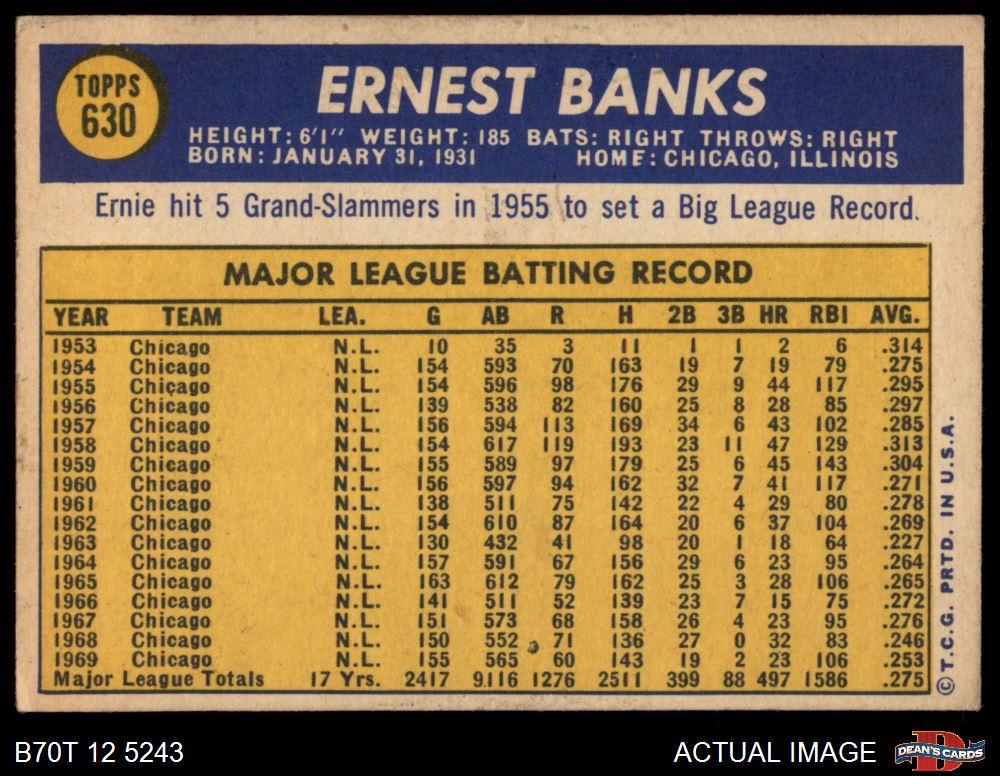 TOPPS
630
ERNEST BANKS
HEIGHT: 6'1" WEIGHT: 185 BATS: RIGHT THROWS: RIGHT
BORN: JANUARY 31, 1931 HOME: CHICAGO, ILLINOIS
Ernie hit 5 Grand-Slammers in 1955 to set a Big League Record.
MAJOR LEAGUE BATTING RECORD
YEAR TEAM LEA. G AB R H 2B 3B HR RBI AVG.
1953 Chicago N.L. 10 35 3 11 1 1 2 6 .314
1954 Chicago N.L. 154 593 70 163 19 7 19 79 .275
1955 Chicago N.L. 154 596 98 176 29 9 44 117 .295
1956 Chicago N.L. 139 538 82 160 25 8 28 85 .297
1957 Chicago N.L. 156 594 113 169 34 6 43 102 .285
1958 Chicago N.L. 154 617 119 193 23 11 47 129 .313
1959 Chicago N.L. 155 589 97 179 25 6 45 143 .304
1960 Chicago N.L. 156 597 94 162 32 7 41 117 .271
1961 Chicago N.L. 138 511 75 142 22 4 29 80 .278
1962 Chicago N.L. 154 610 87 164 20 6 37 104 .269
1963 Chicago N.L. 130 432 41 98 20 1 18 64 .227
1964 Chicago N.L. 157 591 67 156 29 6 23 95 .264
1965 Chicago N.L. 163 612 79 162 25 3 28 106 .265
1966 Chicago N.L. 141 511 52 139 23 7 15 75 .272
1967 Chicago N.L. 151 573 68 158 26 4 23 95 .276
1968 Chicago N.L. 150 552 71 136 27 0 32 83 .246
1969 Chicago N.L. 155 565 60 143 19 2 23 106 .253
Major League Totals 17 Yrs. 2417 9116 1276 2511 399 88 497 1586 .275
© T.C.G. PRTD. IN U.S.A.
B70T 12 5243
ACTUAL IMAGE
DEAN'S CARDS